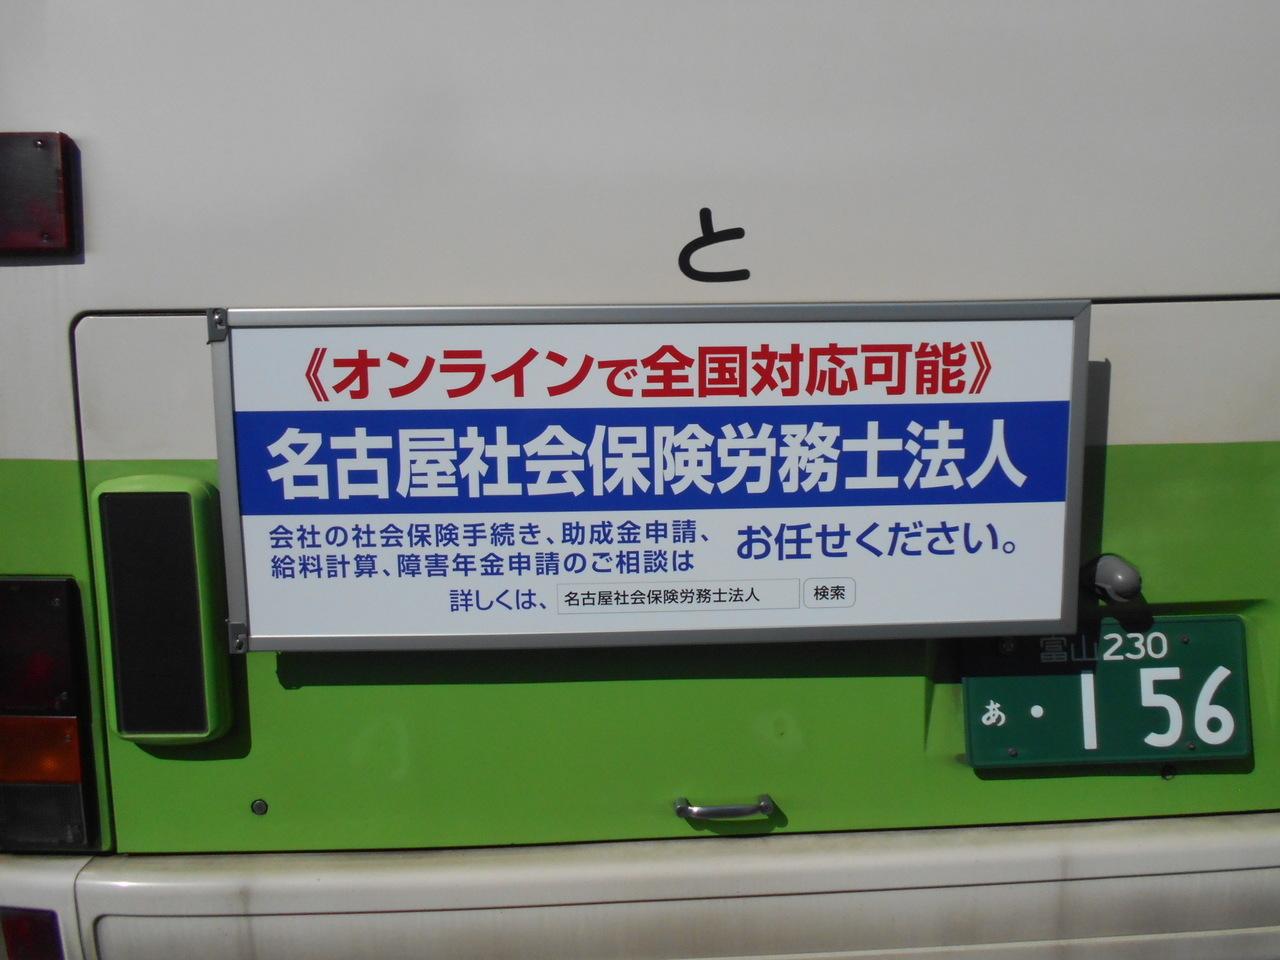 と
《オンラインで全国対応可能》
名古屋社会保険労務士法人
会社の社会保険手続き、助成金申請、
給料計算、障害年金申請のご相談は
お任せください。
詳しくは、 名古屋社会保険労務士法人 検索
富山 230
あ ・1 56